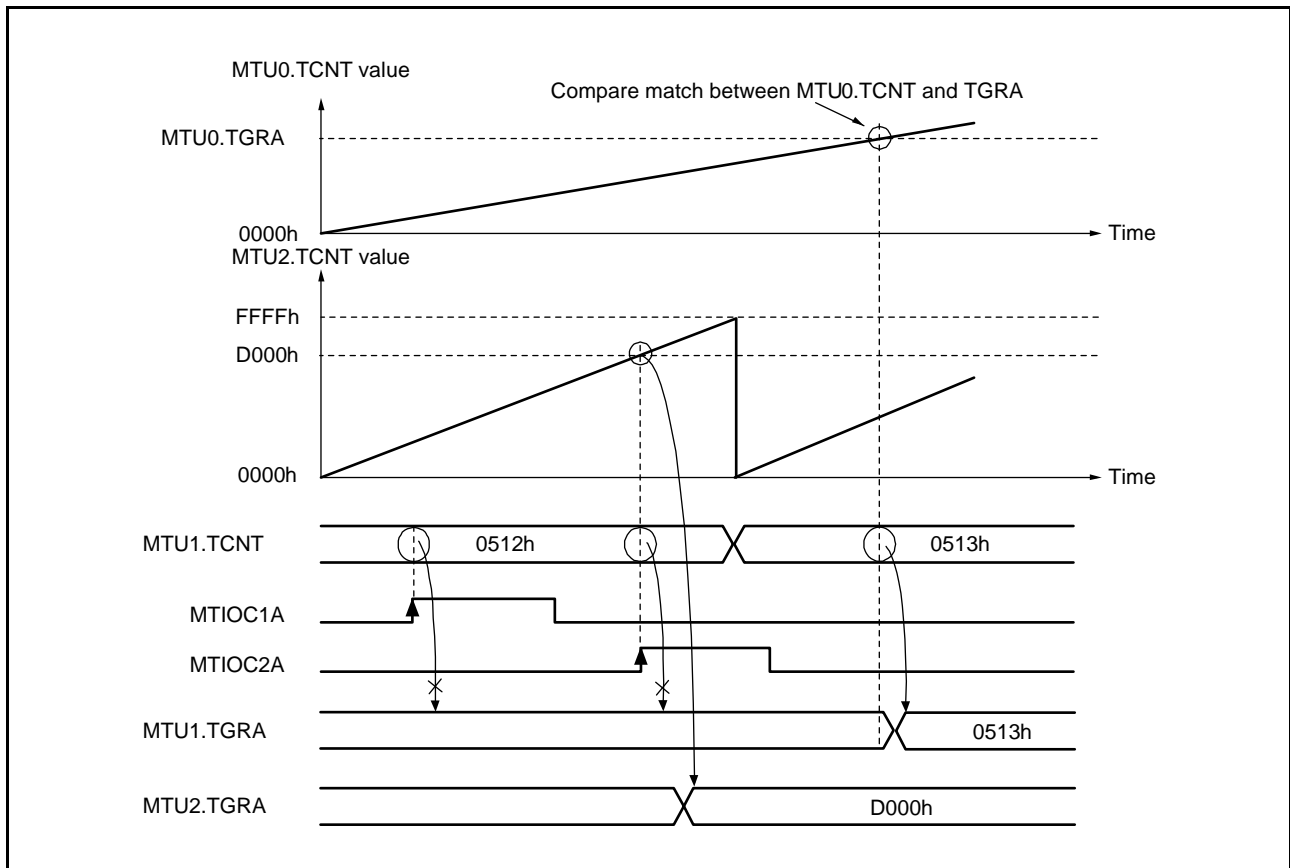 MTU0.TCNT value
Compare match between MTU0.TCNT and TGRA
MTU0.TGRA
0000h
Time
MTU2.TCNT value
FFFFh
D000h
0000h
Time
MTU1.TCNT
0512h
0513h
MTIOC1A
MTIOC2A
MTU1.TGRA
0513h
MTU2.TGRA
D000h